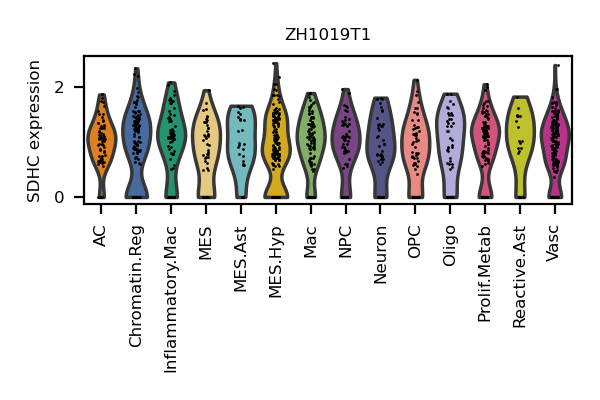 ZH1019T1
SDHC expression
2
0
AC
Chromatin.Reg
Inflammatory.Mac
MES
MES.Ast
MES.Hyp
Mac
NPC
Neuron
OPC
Oligo
Prolif.Metab
Reactive.Ast
Vasc